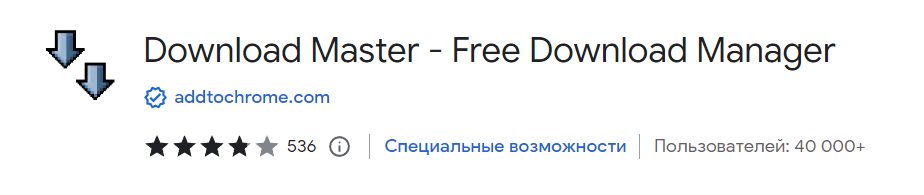 Download Master - Free Download Manager
addtochrome.com
536 Специальные возможности Пользователей: 40 000+